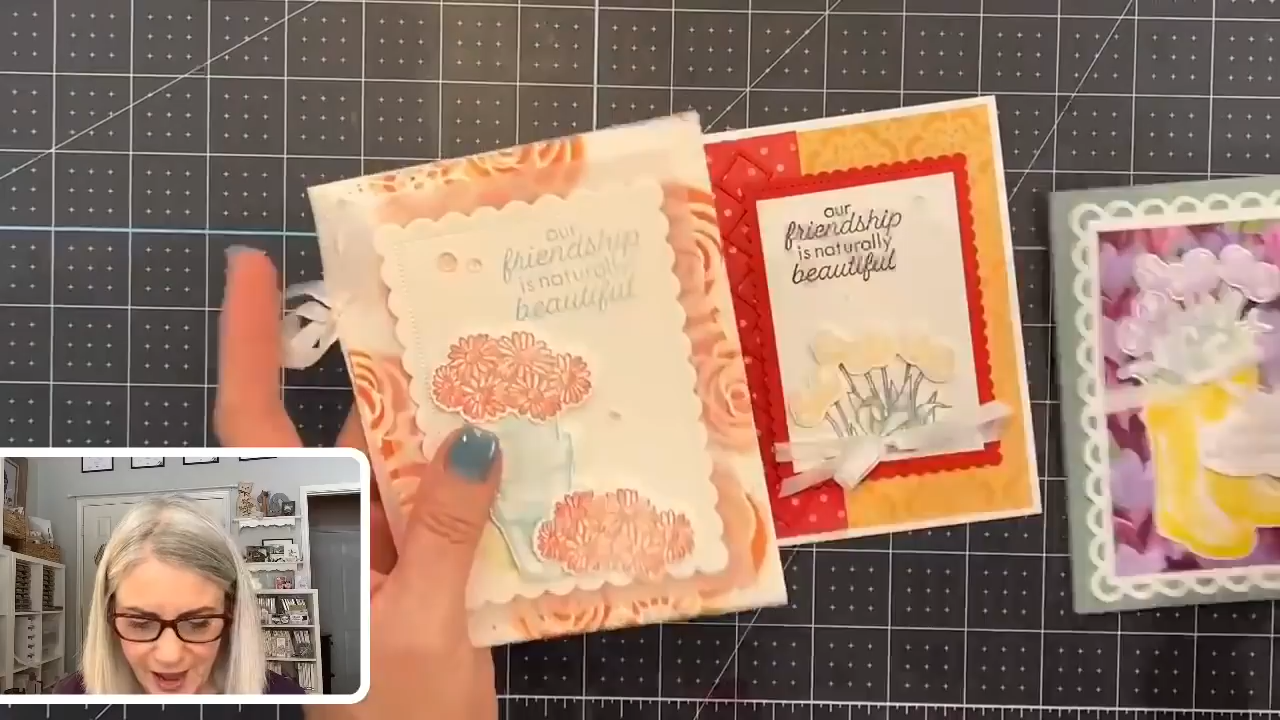 our
friendship
is naturally
beautiful
our
friendship
is naturally
beautiful